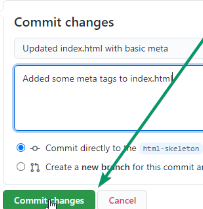 Commit changes
Updated index.html with basic meta
Added some meta tags to index.html
Commit directly to the html-skeleton
Create a new branch for this commit an
Commit changes
Cancel